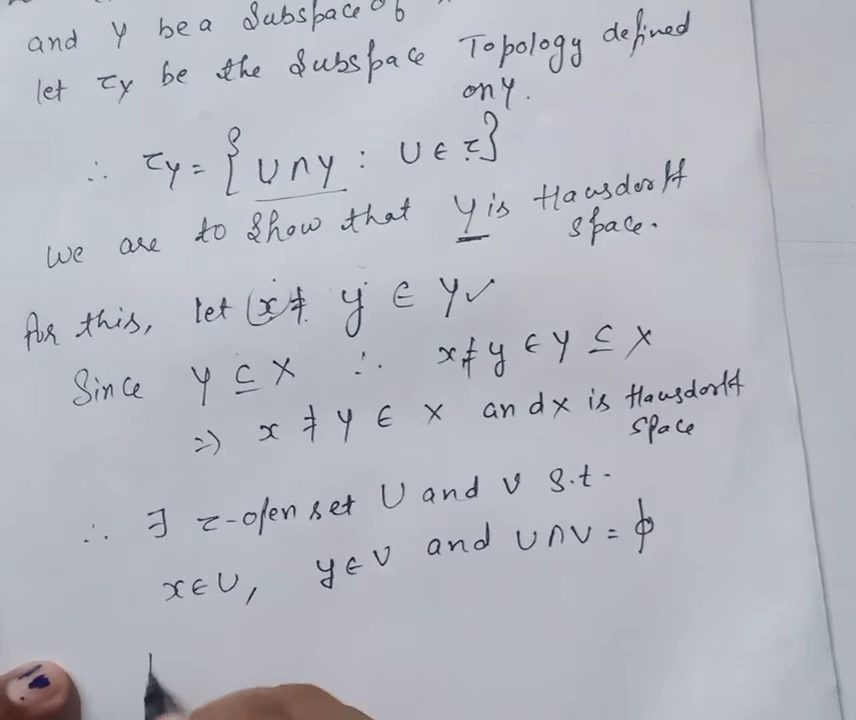 and Y be a Subspace of
let τY be the Subspace Topology defined
on Y.
∴ τY = { U∩Y : U ∈ τ }
we are to show that Y is Hausdorff
space.
for this, let x ≠ y ∈ Y ✓
Since Y ⊆ X ∴ x ≠ y ∈ Y ⊆ X
=> x ≠ y ∈ X and X is Hausdorff
space
∴ ∃ τ-open set U and V s.t.
x ∈ U, y ∈ V and U∩V = ϕ